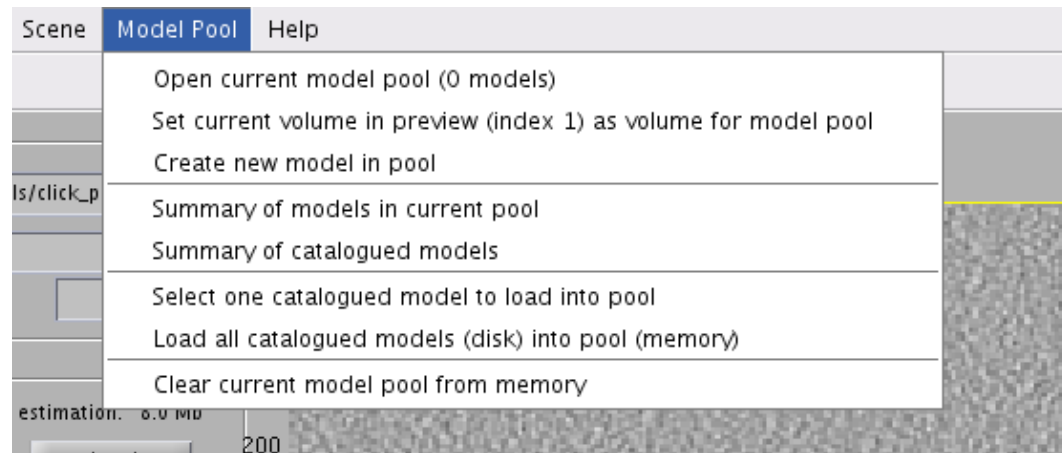 Scene Model Pool Help
Open current model pool (0 models)
Set current volume in preview (index 1) as volume for model pool
Create new model in pool
ls/click_p
Summary of models in current pool
Summary of catalogued models
Select one catalogued model to load into pool
Load all catalogued models (disk) into pool (memory)
Clear current model pool from memory
estimation: 8.0 Mb
200